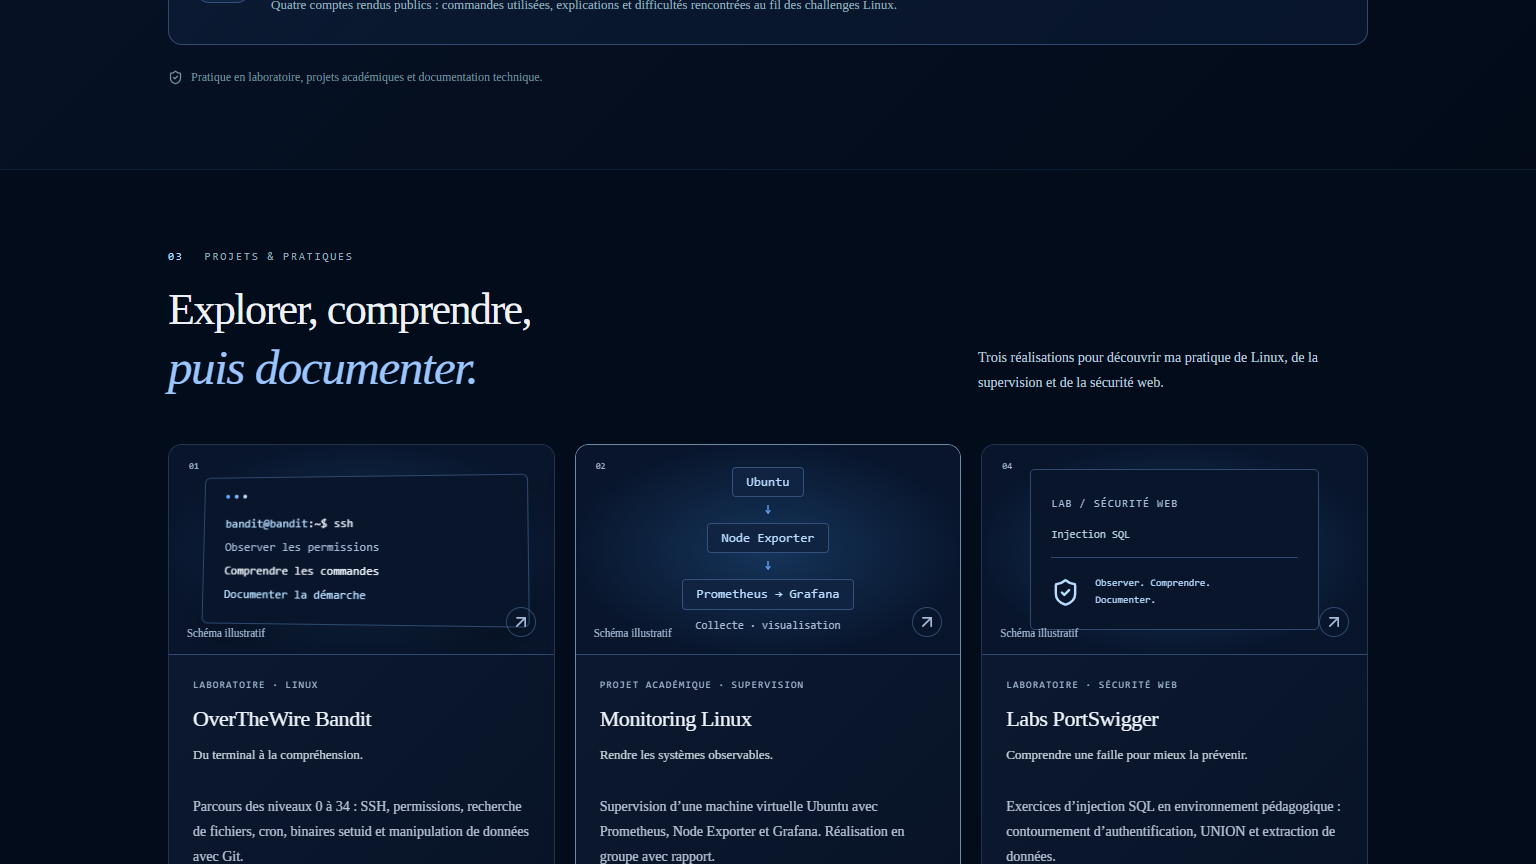 Quatre comptes rendus publics : commandes utilisées, explications et difficultés rencontrées au fil des challenges Linux.
Pratique en laboratoire, projets académiques et documentation technique.
03 PROJETS & PRATIQUES
Explorer, comprendre,
puis documenter.
Trois réalisations pour découvrir ma pratique de Linux, de la
supervision et de la sécurité web.
01
bandit@bandit:~$ ssh
Observer les permissions
Comprendre les commandes
Documenter la démarche
Schéma illustratif
LABORATOIRE · LINUX
OverTheWire Bandit
Du terminal à la compréhension.
Parcours des niveaux 0 à 34 : SSH, permissions, recherche
de fichiers, cron, binaires setuid et manipulation de données
avec Git.
02
Ubuntu
↓
Node Exporter
↓
Prometheus → Grafana
Collecte · visualisation
Schéma illustratif
PROJET ACADÉMIQUE · SUPERVISION
Monitoring Linux
Rendre les systèmes observables.
Supervision d’une machine virtuelle Ubuntu avec
Prometheus, Node Exporter et Grafana. Réalisation en
groupe avec rapport.
04
LAB / SÉCURITÉ WEB
Injection SQL
Observer. Comprendre.
Documenter.
Schéma illustratif
LABORATOIRE · SÉCURITÉ WEB
Labs PortSwigger
Comprendre une faille pour mieux la prévenir.
Exercices d’injection SQL en environnement pédagogique :
contournement d’authentification, UNION et extraction de
données.